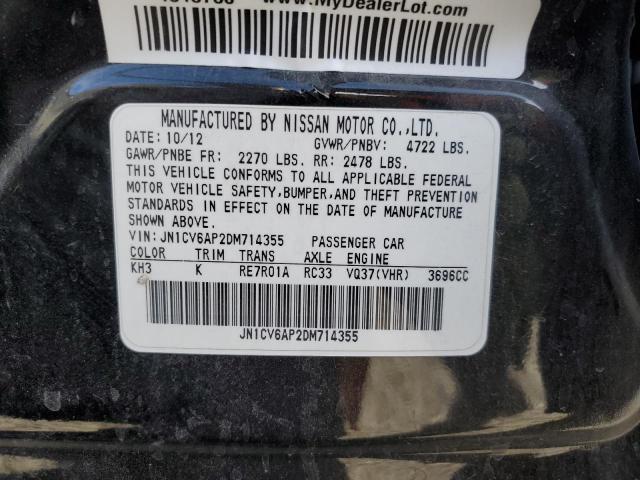 www.MyDealerLot.com
MANUFACTURED BY NISSAN MOTOR CO.,LTD.
DATE: 10/12 GVWR/PNBV: 4722 LBS.
GAWR/PNBE FR: 2270 LBS. RR: 2478 LBS.
THIS VEHICLE CONFORMS TO ALL APPLICABLE FEDERAL
MOTOR VEHICLE SAFETY,BUMPER,AND THEFT PREVENTION
STANDARDS IN EFFECT ON THE DATE OF MANUFACTURE
SHOWN ABOVE.
VIN: JN1CV6AP2DM714355 PASSENGER CAR
COLOR TRIM TRANS AXLE ENGINE
KH3 K RE7R01A RC33 VQ37(VHR) 3696CC
JN1CV6AP2DM714355